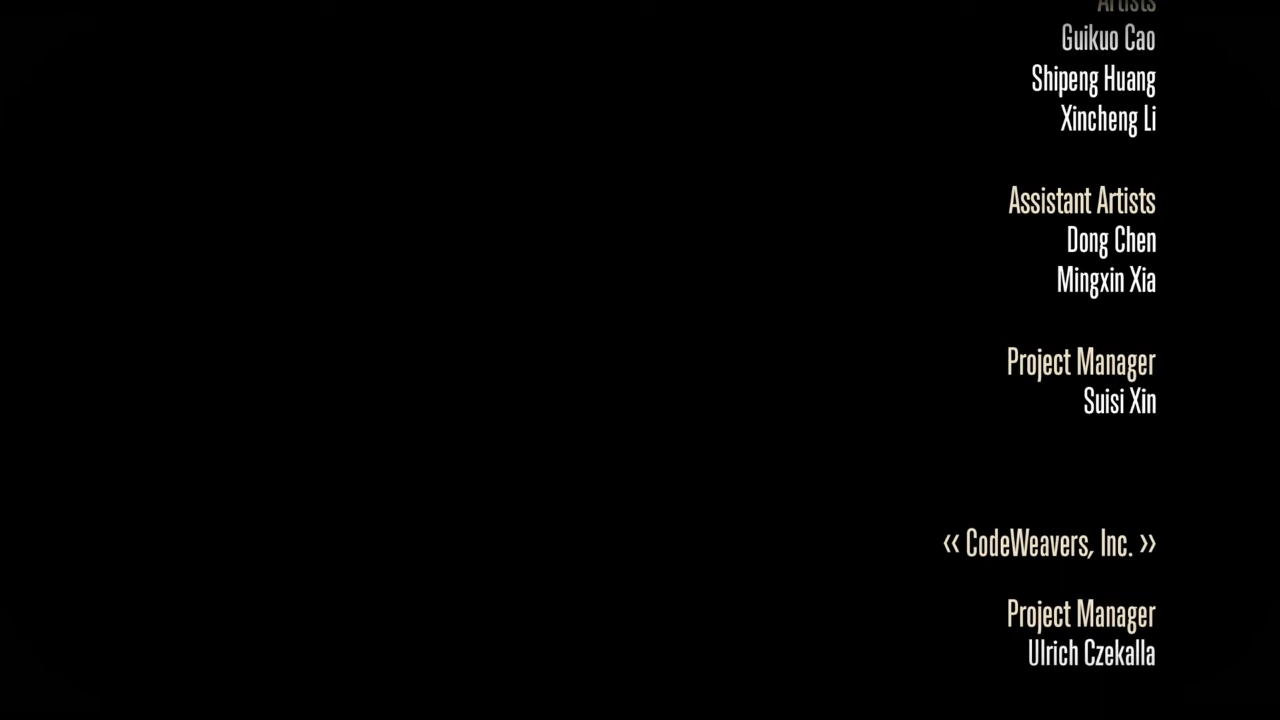 Artists
Guikuo Cao
Shipeng Huang
Xincheng Li
Assistant Artists
Dong Chen
Mingxin Xia
Project Manager
Suisi Xin
‹‹ CodeWeavers, Inc. ››
Project Manager
Ulrich Czekalla